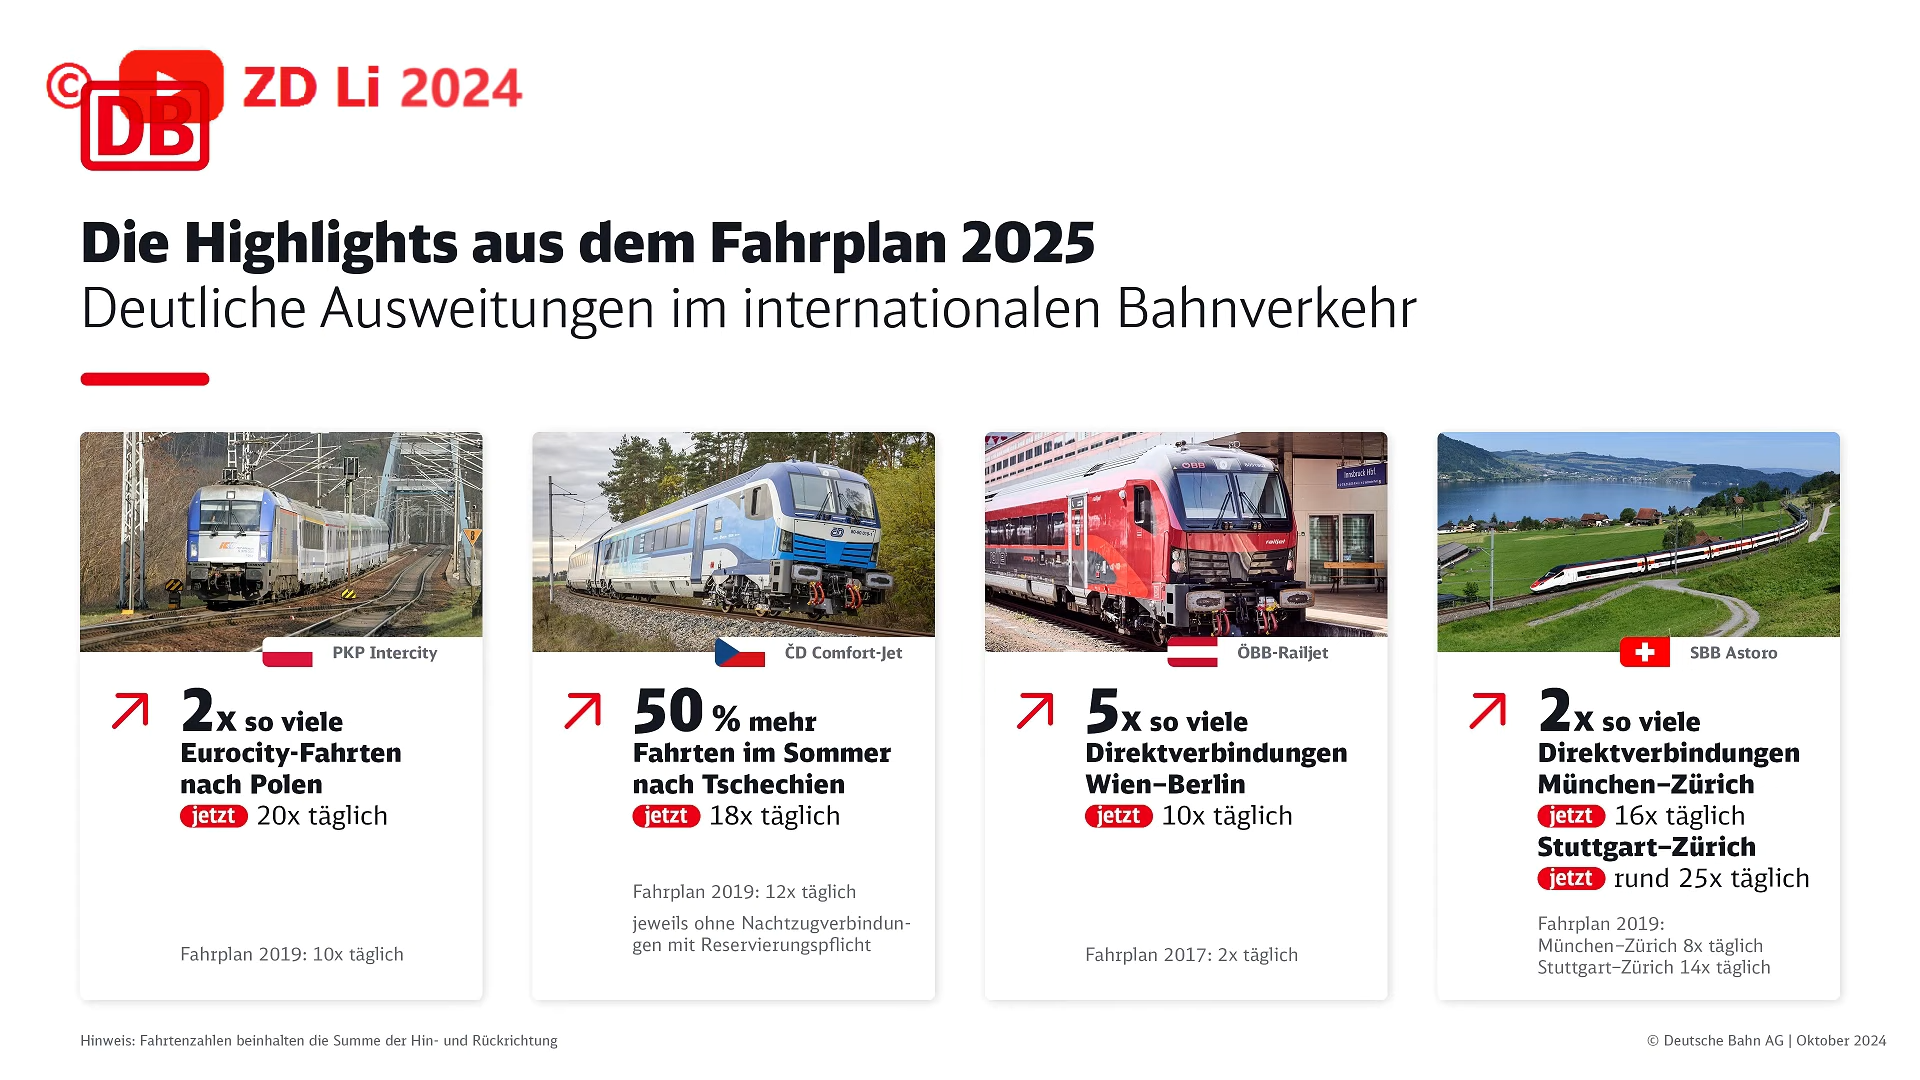 © ZD Li 2024
DB
Die Highlights aus dem Fahrplan 2025
Deutliche Ausweitungen im internationalen Bahnverkehr
PKP Intercity
2x so viele
Eurocity-Fahrten
nach Polen
jetzt 20x täglich
Fahrplan 2019: 10x täglich
ČD Comfort-Jet
50 % mehr
Fahrten im Sommer
nach Tschechien
jetzt 18x täglich
Fahrplan 2019: 12x täglich
jeweils ohne Nachtzugverbindun-
gen mit Reservierungspflicht
ÖBB
railjet
Innsbruck Hbf.
ÖBB-Railjet
5x so viele
Direktverbindungen
Wien–Berlin
jetzt 10x täglich
Fahrplan 2017: 2x täglich
SBB Astoro
2x so viele
Direktverbindungen
München–Zürich
jetzt 16x täglich
Stuttgart–Zürich
jetzt rund 25x täglich
Fahrplan 2019:
München–Zürich 8x täglich
Stuttgart–Zürich 14x täglich
Hinweis: Fahrtenzahlen beinhalten die Summe der Hin- und Rückrichtung
© Deutsche Bahn AG | Oktober 2024